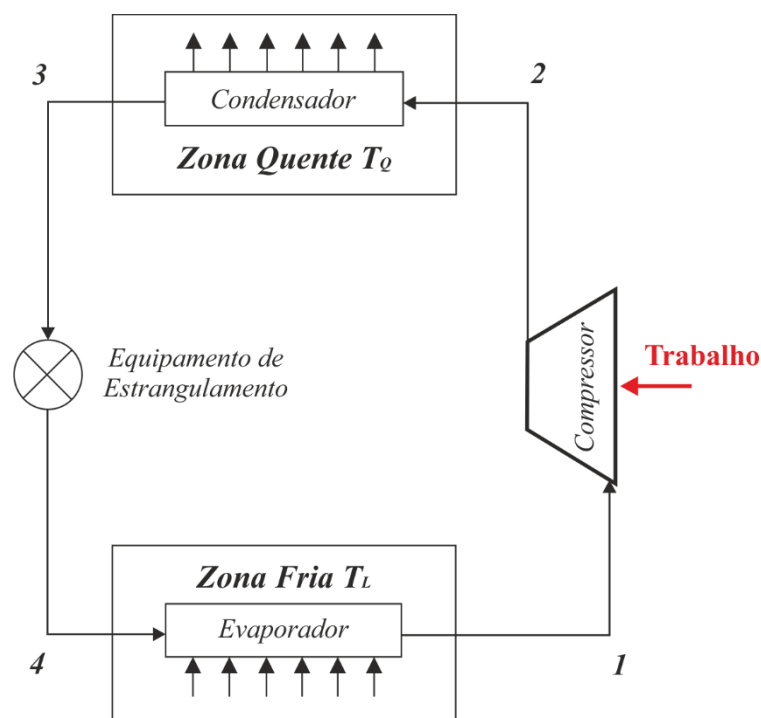 3
2
Condensador
Zona Quente TQ
Equipamento de
Estrangulamento
Compressor
Trabalho
Zona Fria TL
Evaporador
4
1